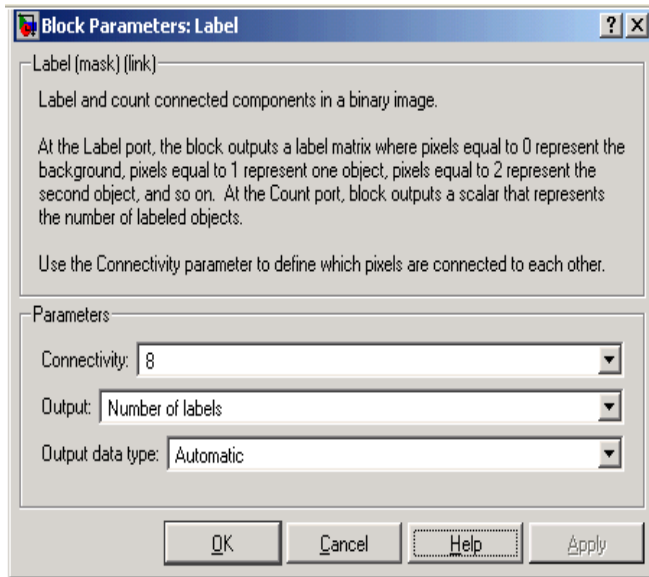 Block Parameters: Label
Label (mask) (link)
Label and count connected components in a binary image.
At the Label port, the block outputs a label matrix where pixels equal to 0 represent the
background, pixels equal to 1 represent one object, pixels equal to 2 represent the
second object, and so on.  At the Count port, block outputs a scalar that represents
the number of labeled objects.
Use the Connectivity parameter to define which pixels are connected to each other.
Parameters
Connectivity: 8
Output: Number of labels
Output data type: Automatic
OK Cancel Help Apply